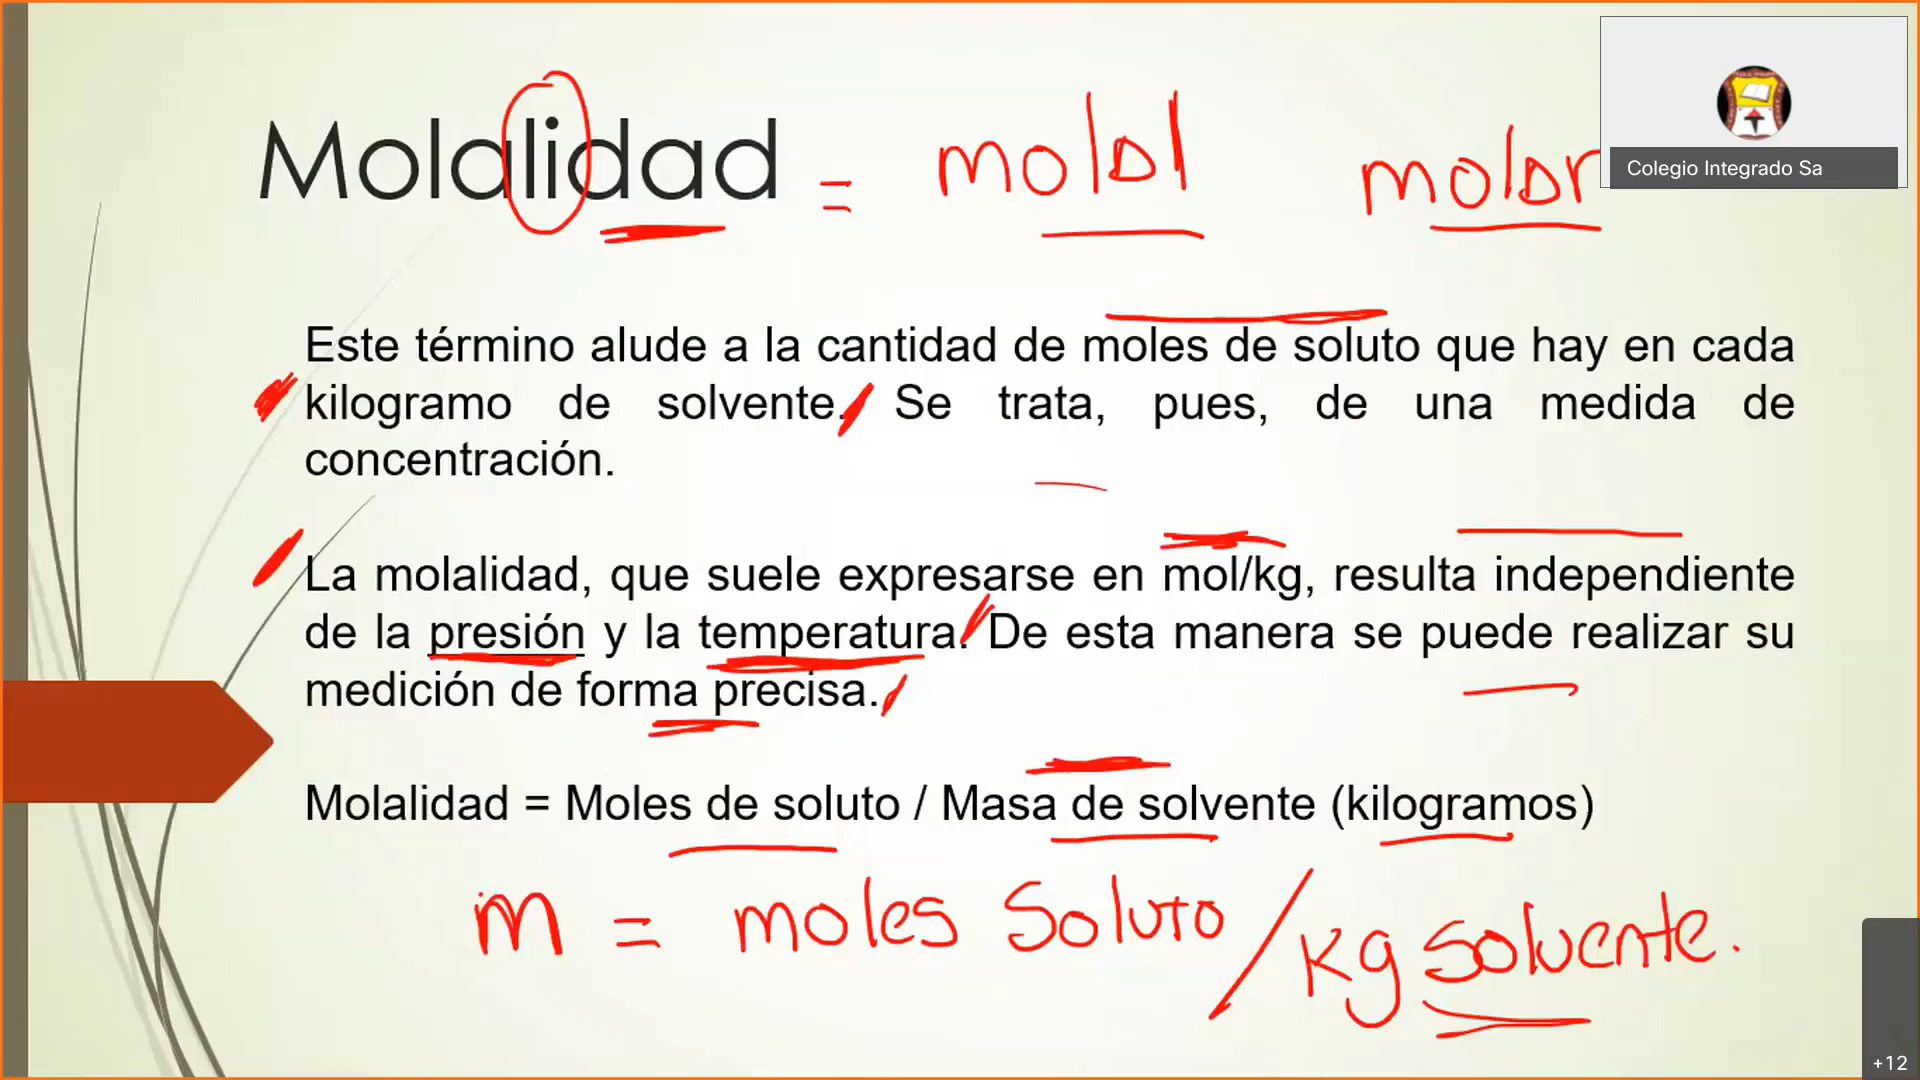 Molalidad = molal molar
Colegio Integrado Sa
Este término alude a la cantidad de moles de soluto que hay en cada
kilogramo de solvente. Se trata, pues, de una medida de
concentración.
La molalidad, que suele expresarse en mol/kg, resulta independiente
de la presión y la temperatura. De esta manera se puede realizar su
medición de forma precisa.
Molalidad = Moles de soluto / Masa de solvente (kilogramos)
m = moles Soluto / kg solvente.
+12